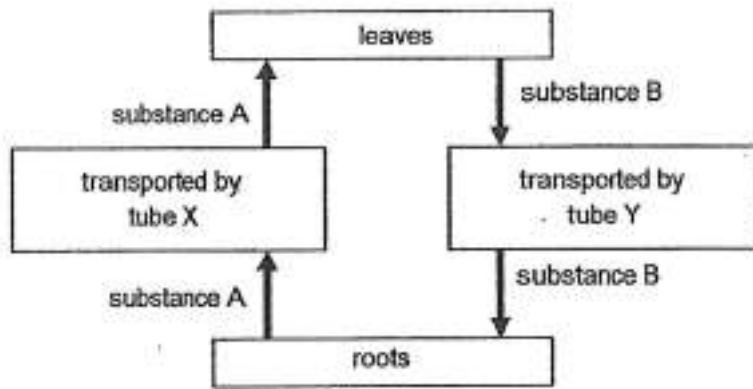 leaves
substance A
substance B
transported by
tube X
transported by
tube Y
substance A
substance B
roots